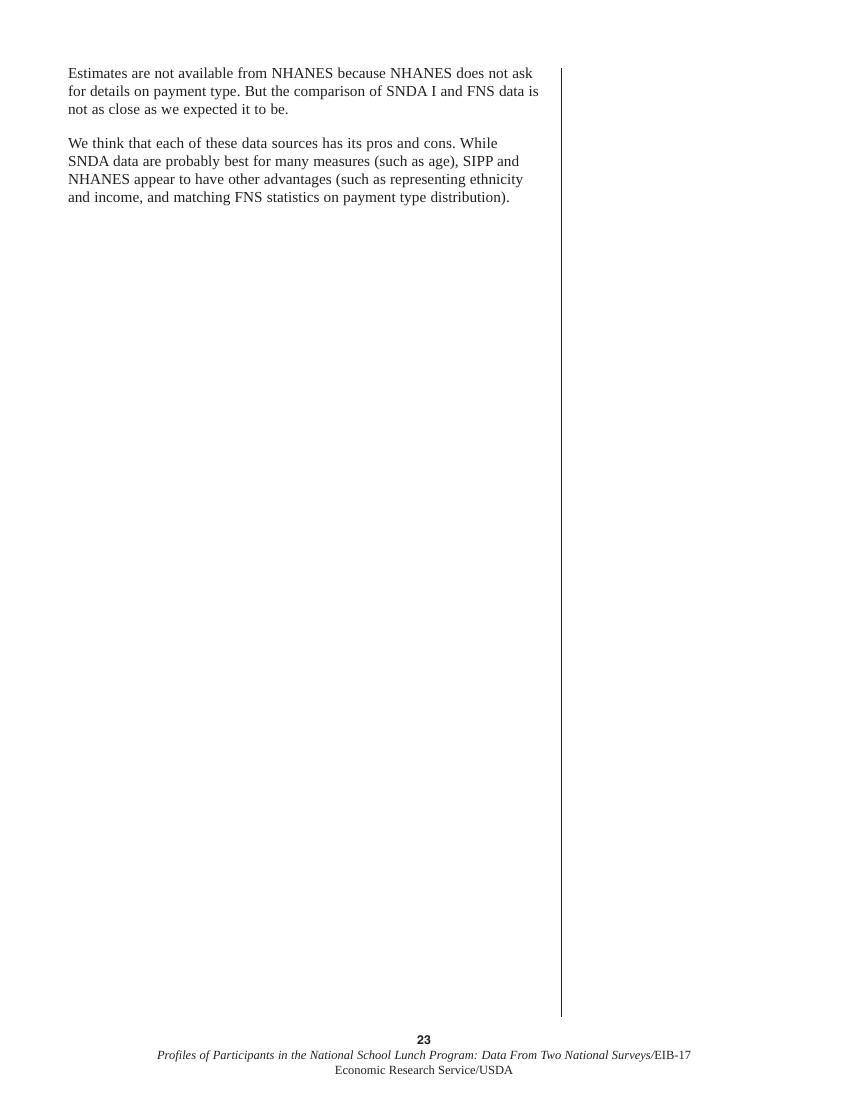 Estimates are not available from NHANES because NHANES does not ask
for details on payment type. But the comparison of SNDA I and FNS data is
not as close as we expected it to be.
We think that each of these data sources has its pros and cons. While
SNDA data are probably best for many measures (such as age), SIPP and
NHANES appear to have other advantages (such as representing ethnicity
and income, and matching FNS statistics on payment type distribution).
23
Profiles of Participants in the National School Lunch Program: Data From Two National Surveys/EIB-17
Economic Research Service/USDA